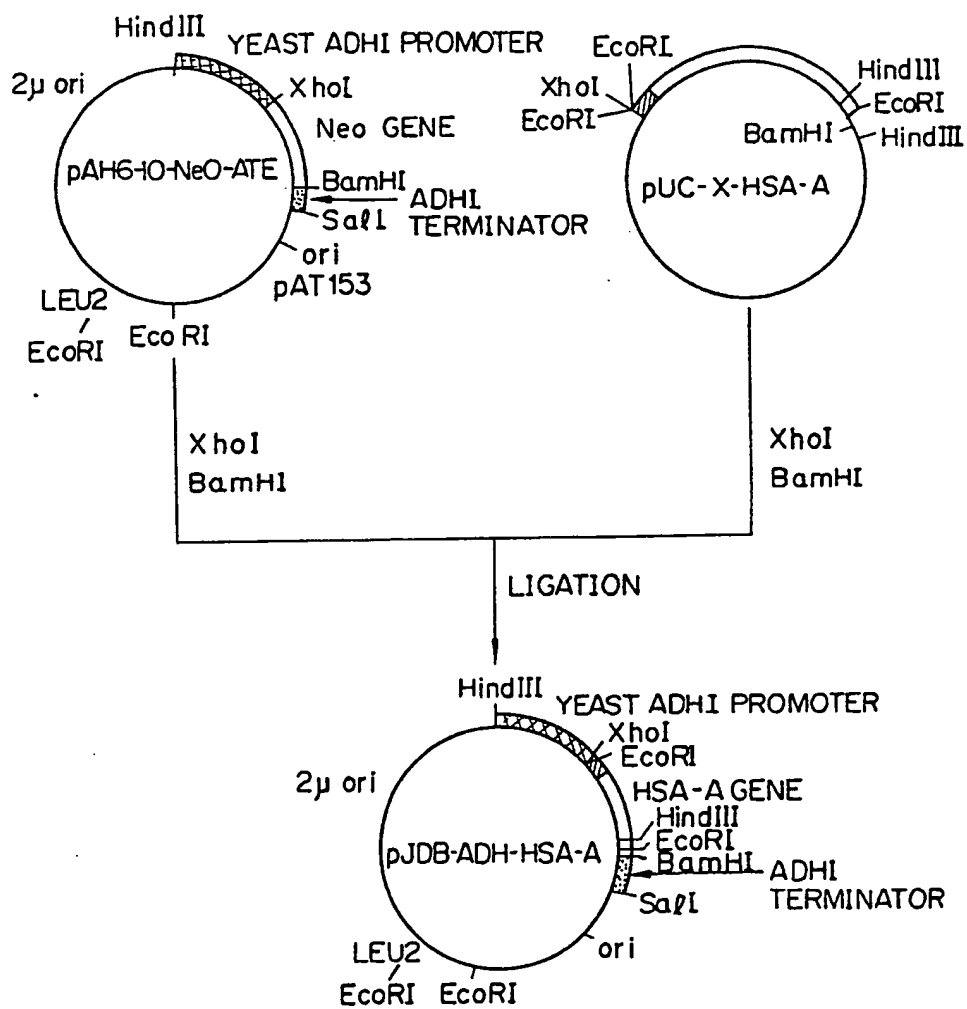 HindIII
YEAST ADHI PROMOTER
2µ ori
XhoI
Neo GENE
pAH6-10-NeO-ATE
BamHI
ADHI
SalI
TERMINATOR
ori
pAT153
LEU2
EcoRI
EcoRI
EcoRI
XhoI
EcoRI
HindIII
EcoRI
BamHI
HindIII
pUC-X-HSA-A
XhoI
BamHI
XhoI
BamHI
LIGATION
HindIII
YEAST ADHI PROMOTER
XhoI
EcoRI
2µ ori
HSA-A GENE
HindIII
EcoRI
pJDB-ADH-HSA-A
BamHI
ADHI
SalI
TERMINATOR
ori
LEU2
EcoRI
EcoRI